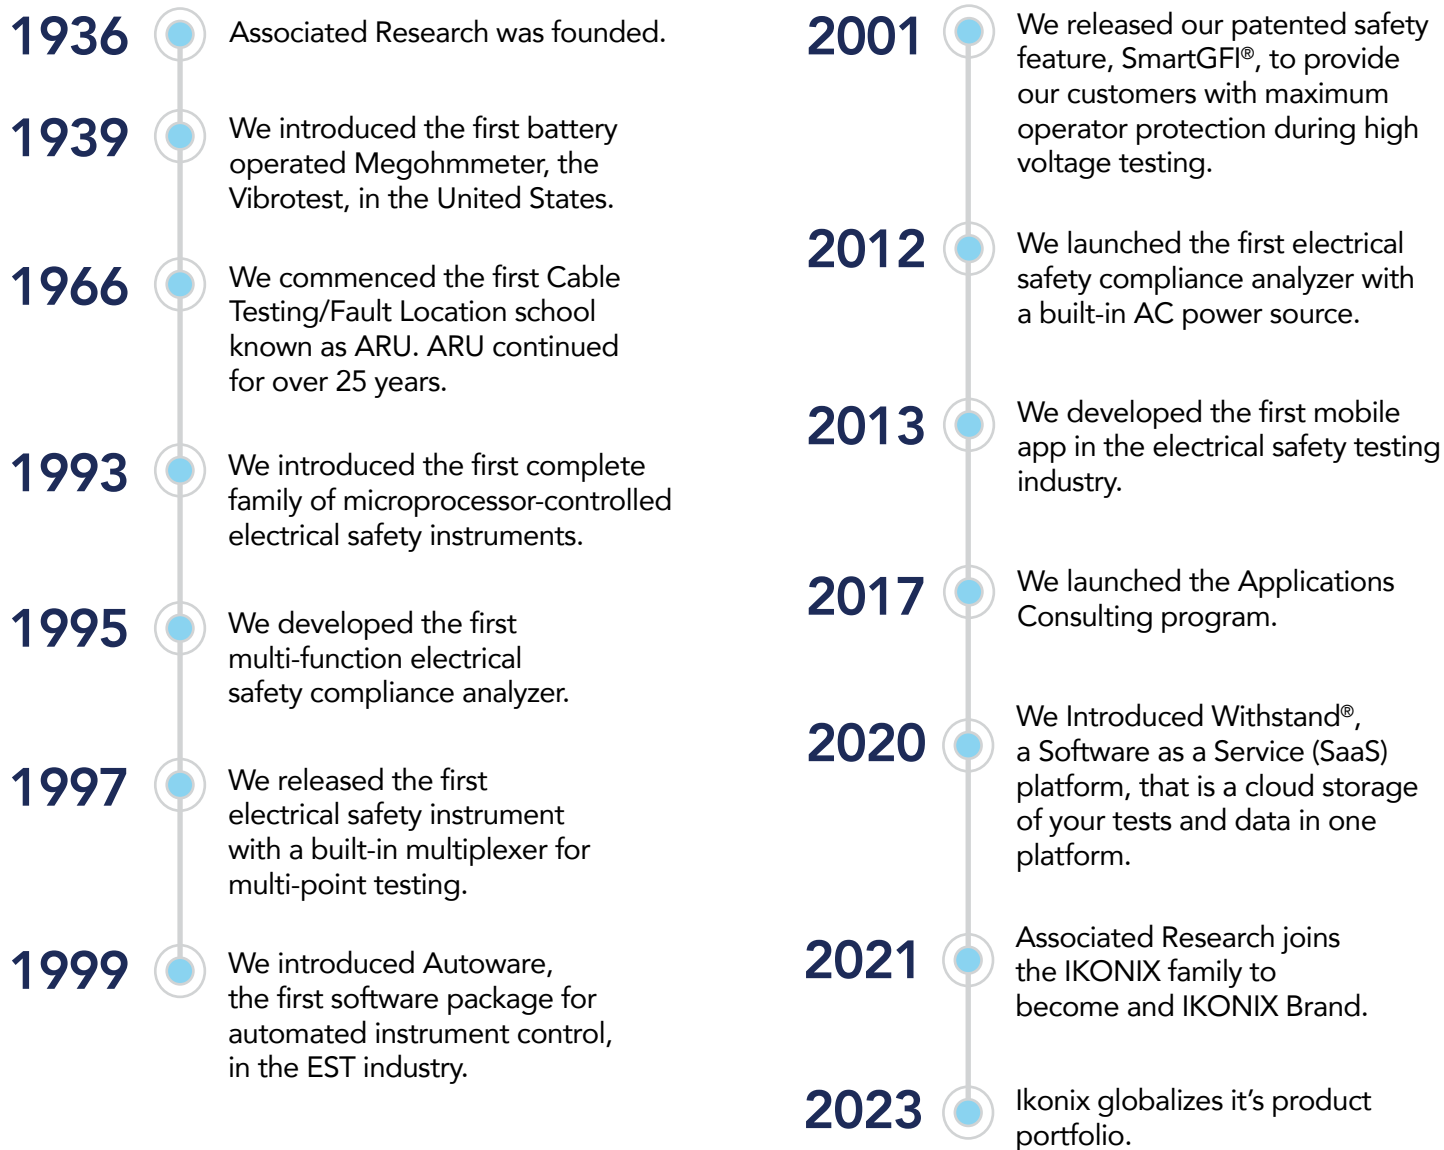 1936
Associated Research was founded.
1939
We introduced the first battery
operated Megohmmeter, the
Vibrotest, in the United States.
1966
We commenced the first Cable
Testing/Fault Location school
known as ARU. ARU continued
for over 25 years.
1993
We introduced the first complete
family of microprocessor-controlled
electrical safety instruments.
1995
We developed the first
multi-function electrical
safety compliance analyzer.
1997
We released the first
electrical safety instrument
with a built-in multiplexer for
multi-point testing.
1999
We introduced Autoware,
the first software package for
automated instrument control,
in the EST industry.
2001
We released our patented safety
feature, SmartGFI®, to provide
our customers with maximum
operator protection during high
voltage testing.
2012
We launched the first electrical
safety compliance analyzer with
a built-in AC power source.
2013
We developed the first mobile
app in the electrical safety testing
industry.
2017
We launched the Applications
Consulting program.
2020
We Introduced Withstand®,
a Software as a Service (SaaS)
platform, that is a cloud storage
of your tests and data in one
platform.
2021
Associated Research joins
the IKONIX family to
become and IKONIX Brand.
2023
Ikonix globalizes it’s product
portfolio.